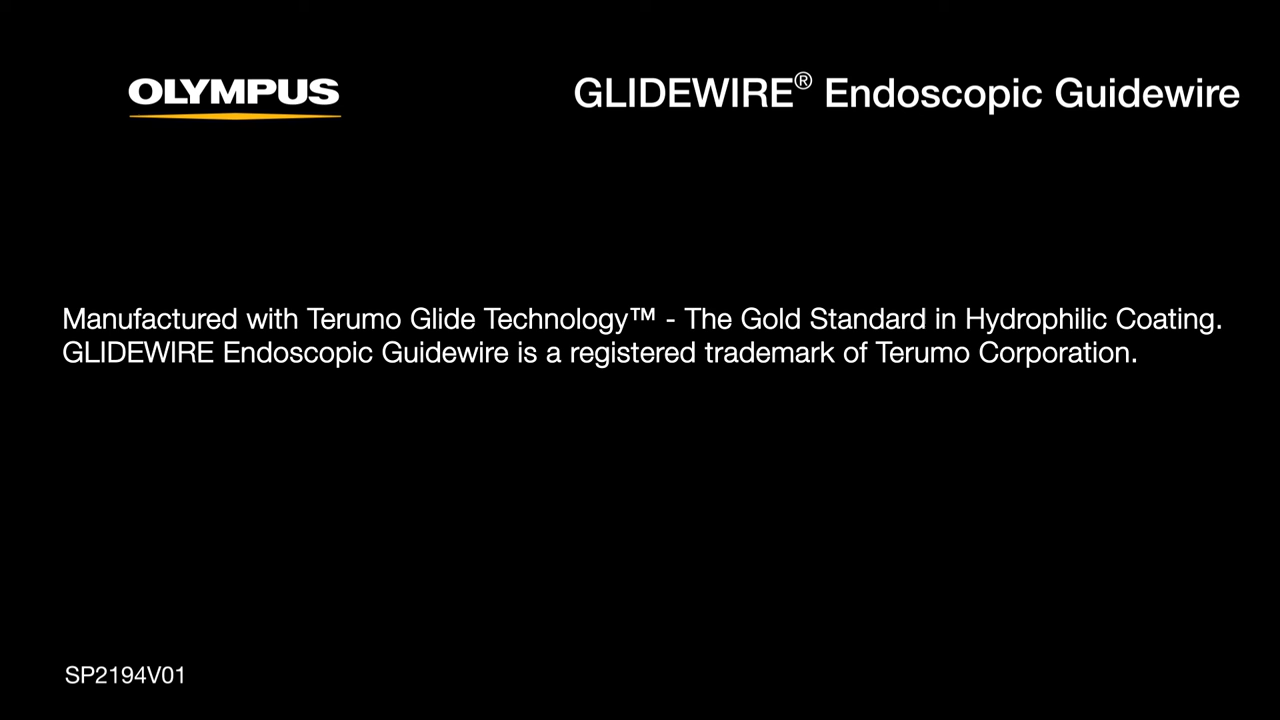 OLYMPUS
GLIDEWIRE® Endoscopic Guidewire
Manufactured with Terumo Glide Technology™ - The Gold Standard in Hydrophilic Coating.
GLIDEWIRE Endoscopic Guidewire is a registered trademark of Terumo Corporation.
SP2194V01